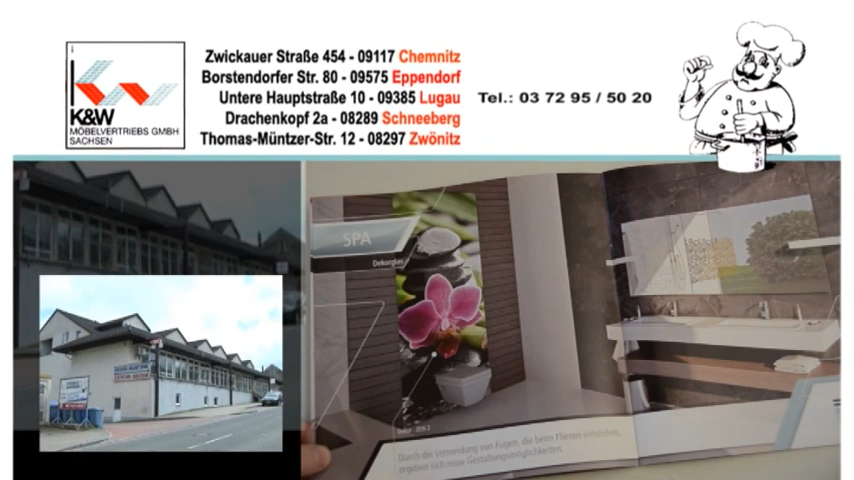 K&W
MÖBELVERTRIEBS GMBH
SACHSEN
Zwickauer Straße 454 - 09117 Chemnitz
Borstendorfer Str. 80 - 09575 Eppendorf
Untere Hauptstraße 10 - 09385 Lugau
Drachenkopf 2a - 08289 Schneeberg
Thomas-Müntzer-Str. 12 - 08297 Zwönitz
Tel.: 03 72 95 / 50 20
SPA
Dekorglas
Durch die Vermeidung von Fugen, die beim Fliesen entstehen,
ergeben sich neue Gestaltungsmöglichkeiten.